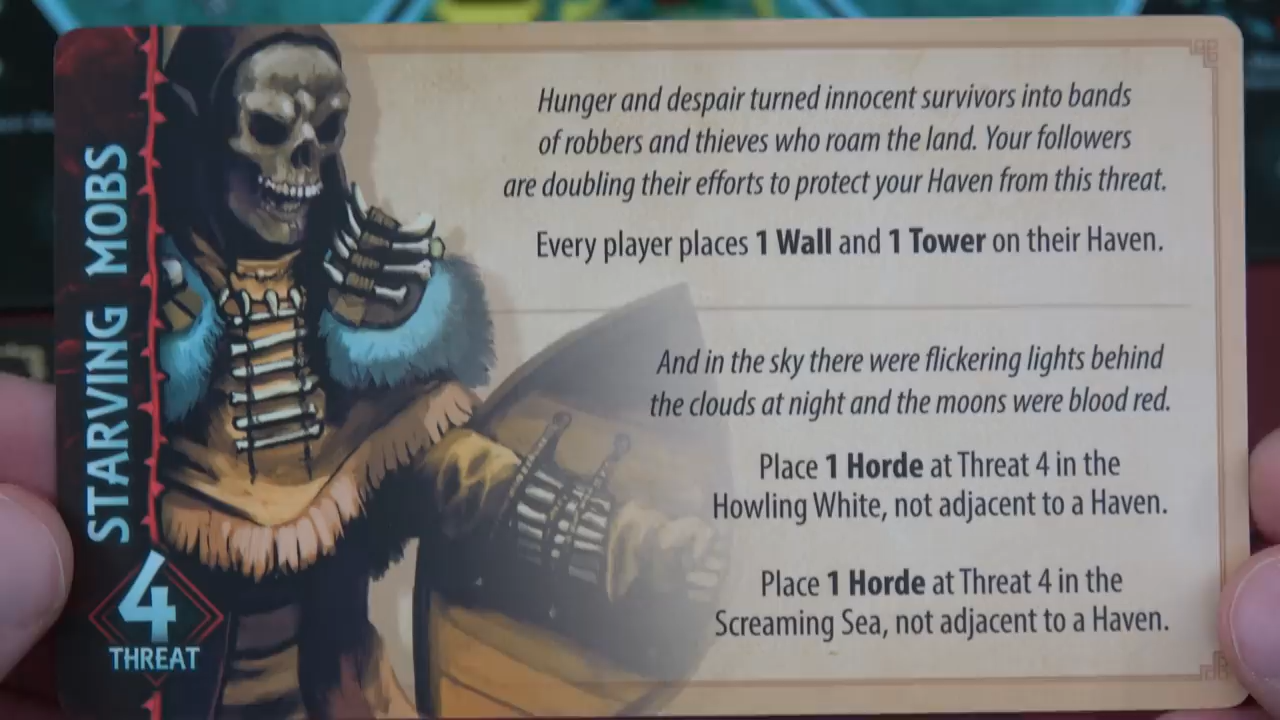 STARVING MOBS
4
THREAT
Hunger and despair turned innocent survivors into bands
of robbers and thieves who roam the land. Your followers
are doubling their efforts to protect your Haven from this threat.
Every player places 1 Wall and 1 Tower on their Haven.
And in the sky there were flickering lights behind
the clouds at night and the moons were blood red.
Place 1 Horde at Threat 4 in the
Howling White, not adjacent to a Haven.
Place 1 Horde at Threat 4 in the
Screaming Sea, not adjacent to a Haven.